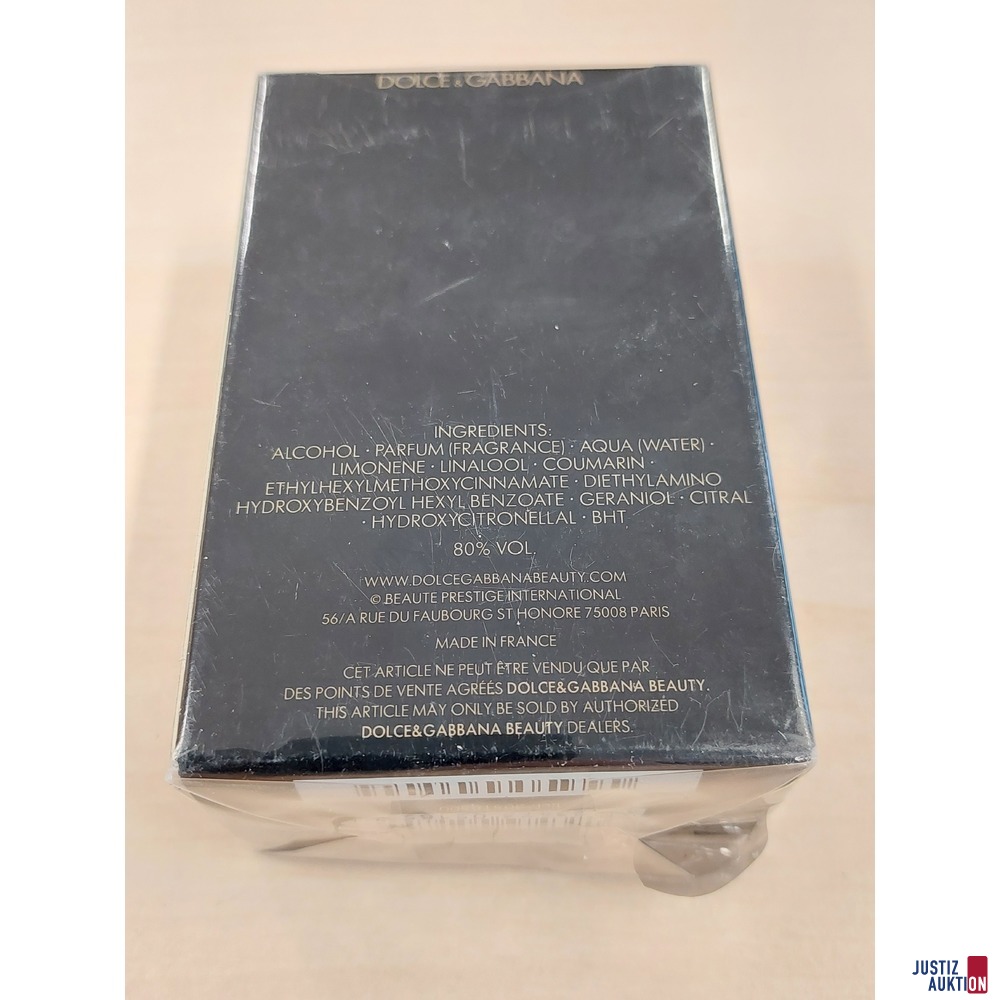 DOLCE & GABBANA
INGREDIENTS:
ALCOHOL · PARFUM (FRAGRANCE) · AQUA (WATER) ·
LIMONENE · LINALOOL · COUMARIN ·
ETHYLHEXYLMETHOXYCINNAMATE · DIETHYLAMINO
HYDROXYBENZOYL HEXYL BENZOATE · GERANIOL · CITRAL
· HYDROXYCITRONELLAL · BHT
80% VOL.
WWW.DOLCEGABBANABEAUTY.COM
© BEAUTE PRESTIGE INTERNATIONAL
56/A RUE DU FAUBOURG ST HONORE 75008 PARIS
MADE IN FRANCE
CET ARTICLE NE PEUT ÊTRE VENDU QUE PAR
DES POINTS DE VENTE AGRÉÉS DOLCE&GABBANA BEAUTY.
THIS ARTICLE MAY ONLY BE SOLD BY AUTHORIZED
DOLCE&GABBANA BEAUTY DEALERS.
JUSTIZ
AUKTION